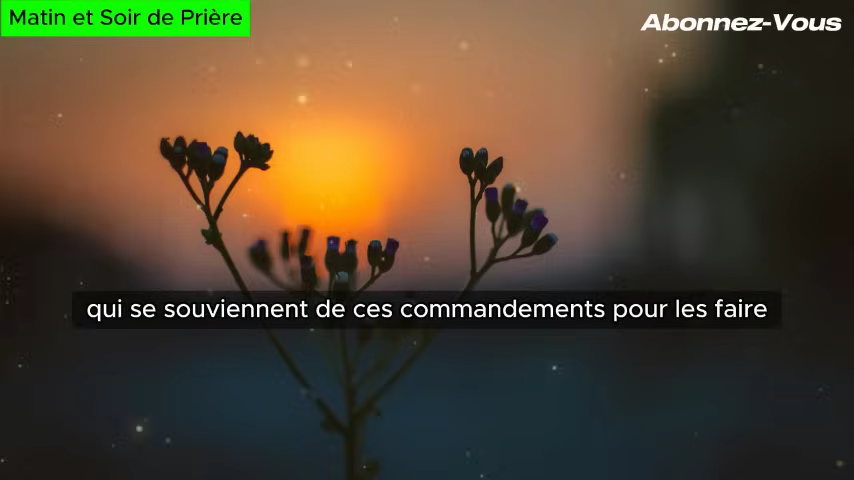 Matin et Soir de Prière
Abonnez-Vous
qui se souviennent de ces commandements pour les faire